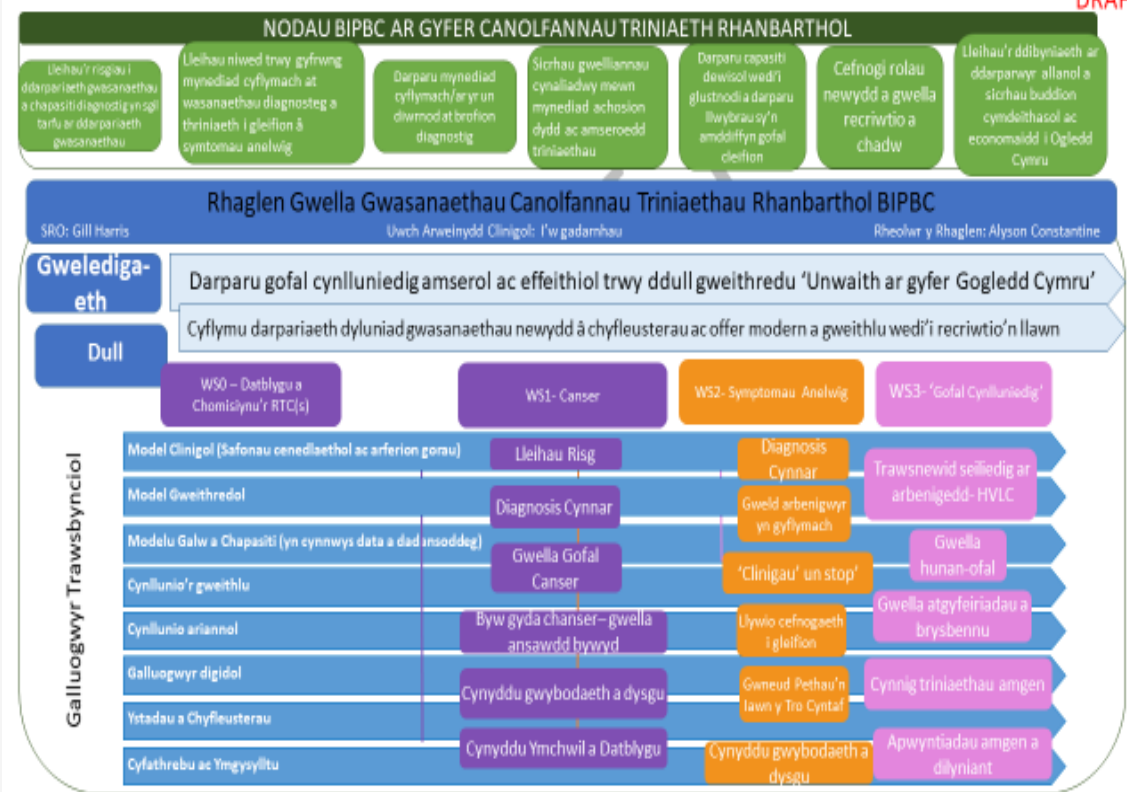 DRAF
NODAU BIPBC AR GYFER CANOLFANNAU TRINIAETH RHANBARTHOL
Lleihau'r risgiau i
ddarpariaeth gwasanaethau
a chapasiti diagnostig yn sgil
tarfu ar ddarpariaeth
gwasanaethau
Lleihau niwed trwy gyfrwng
mynediad cyflymach at
wasanaethau diagnosteg a
thriniaeth i gleifion â
symtomau anelwig
Darparu mynediad
cyflymach/ar yr un
diwrnod at brofion
diagnostig
Sicrhau gwelliannau
cynaliadwy mewn
mynediad achosion
dydd ac amseroedd
triniaethau
Darparu capasiti
dewisol wedi'i
glustnodi a darparu
llwybrau sy'n
amddiffyn gofal
cleifion
Cefnogi rolau
newydd a gwella
recriwtio a
chadw
Lleihau'r ddibyniaeth ar
ddarparwyr allanol a
sicrhau buddion
cymdeithasol ac
economaidd i Ogledd
Cymru
Rhaglen Gwella Gwasanaethau Canolfannau Triniaethau Rhanbarthol BIPBC
SRO: Gill Harris
Uwch Arweinydd Clinigol: I'w gadarnhau
Rheolwr y Rhaglen: Alyson Constantine
Gwelediga-
eth
Darparu gofal cynlluniedig amserol ac effeithiol trwy ddull gweithredu 'Unwaith ar gyfer Gogledd Cymru'
Dull
Cyflymu darpariaeth dyluniad gwasanaethau newydd â chyfleusterau ac offer modern a gweithlu wedi'i recriwtio'n llawn
WS0 – Datblygu a
Chomisiynu'r RTC(s)
WS1- Canser
WS2- Symptomau Anelwig
WS3- 'Gofal Cynlluniedig'
Galluogwyr Trawsbynciol
Model Clinigol (Safonau cenedlaethol ac arferion gorau)
Model Gweithredol
Modelu Galw a Chapasiti (yn cynnwys data a dadansoddeg)
Cynllunio'r gweithlu
Cynllunio ariannol
Galluogwyr digidol
Ystadau a Chyfleusterau
Cyfathrebu ac Ymgysylltu
Lleihau Risg
Diagnosis Cynnar
Gwella Gofal
Canser
Byw gyda chanser– gwella
ansawdd bywyd
Cynyddu gwybodaeth a dysgu
Cynyddu Ymchwil a Datblygu
Diagnosis
Cynnar
Gweld arbenigwyr
yn gyflymach
'Clinigau' un stop'
Llywio cefnogaeth
i gleifion
Gwneud Pethau'n
Iawn y Tro Cyntaf
Cynyddu gwybodaeth a
dysgu
Trawsnewid seiliedig ar
arbenigedd- HVLC
Gwella
hunan-ofal
Gwella atgyfeiriadau a
brysbennu
Cynnig triniaethau amgen
Apwyntiadau amgen a
dilyniant